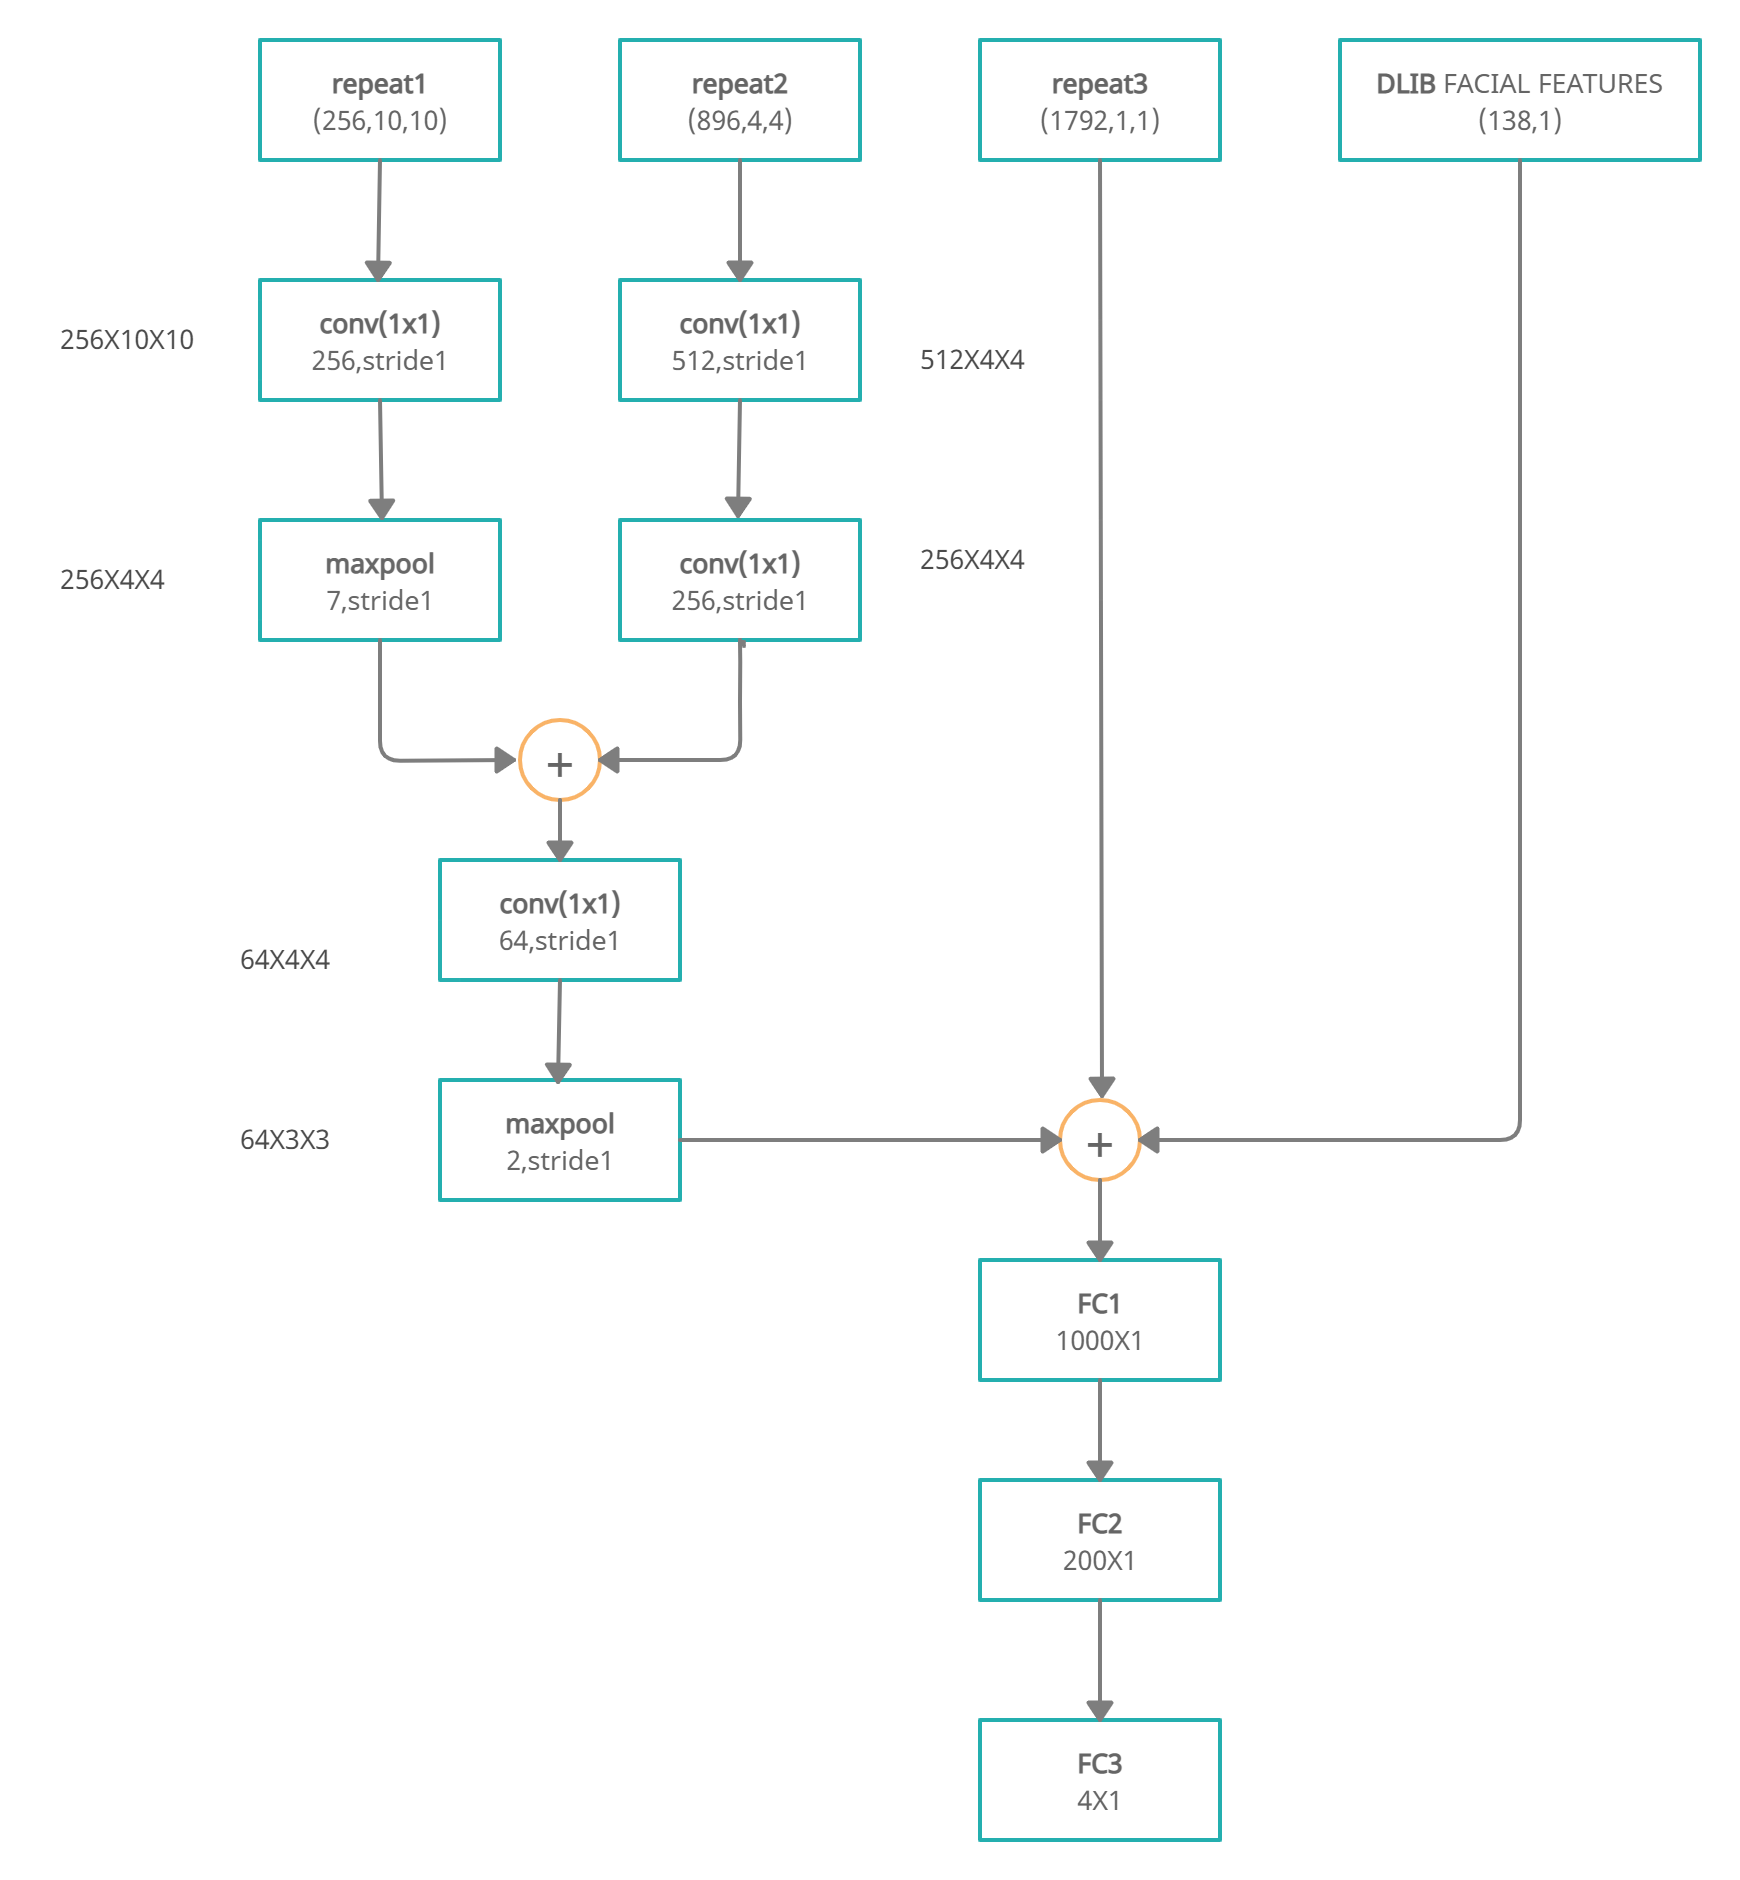 repeat1
(256,10,10)
repeat2
(896,4,4)
repeat3
(1792,1,1)
DLIB FACIAL FEATURES
(138,1)
256X10X10
conv(1x1)
256,stride1
conv(1x1)
512,stride1
512X4X4
256X4X4
maxpool
7,stride1
conv(1x1)
256,stride1
256X4X4
+
conv(1x1)
64,stride1
64X4X4
64X3X3
maxpool
2,stride1
+
FC1
1000X1
FC2
200X1
FC3
4X1